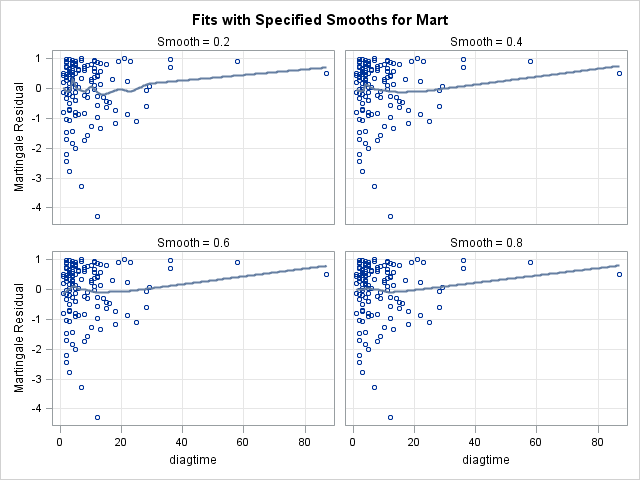 Fits with Specified Smooths for Mart
Smooth = 0.2
Smooth = 0.4
1
0
-1
-2
-3
-4
Martingale Residual
Smooth = 0.6
Smooth = 0.8
1
0
-1
-2
-3
-4
Martingale Residual
0 20 40 60 80
0 20 40 60 80
diagtime
diagtime